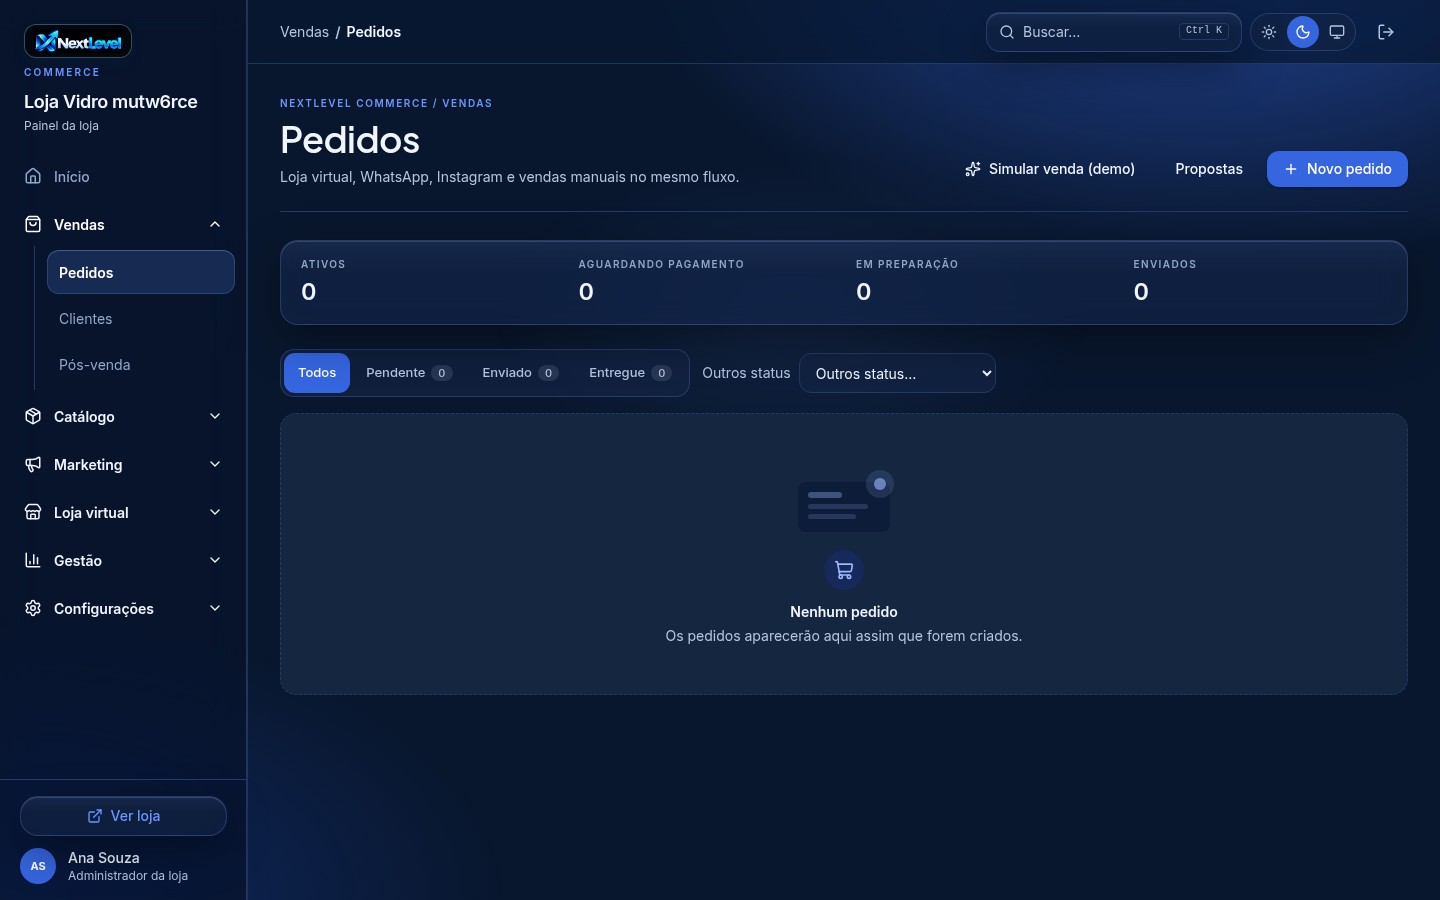 NextLevel
COMMERCE
Loja Vidro mutw6rce
Painel da loja
Início
Vendas
Pedidos
Clientes
Pós-venda
Catálogo
Marketing
Loja virtual
Gestão
Configurações
Ver loja
AS
Ana Souza
Administrador da loja
Vendas / Pedidos
Buscar...
Ctrl K
NEXTLEVEL COMMERCE / VENDAS
Pedidos
Loja virtual, WhatsApp, Instagram e vendas manuais no mesmo fluxo.
Simular venda (demo)
Propostas
Novo pedido
ATIVOS
0
AGUARDANDO PAGAMENTO
0
EM PREPARAÇÃO
0
ENVIADOS
0
Todos
Pendente 0
Enviado 0
Entregue 0
Outros status
Outros status...
Nenhum pedido
Os pedidos aparecerão aqui assim que forem criados.